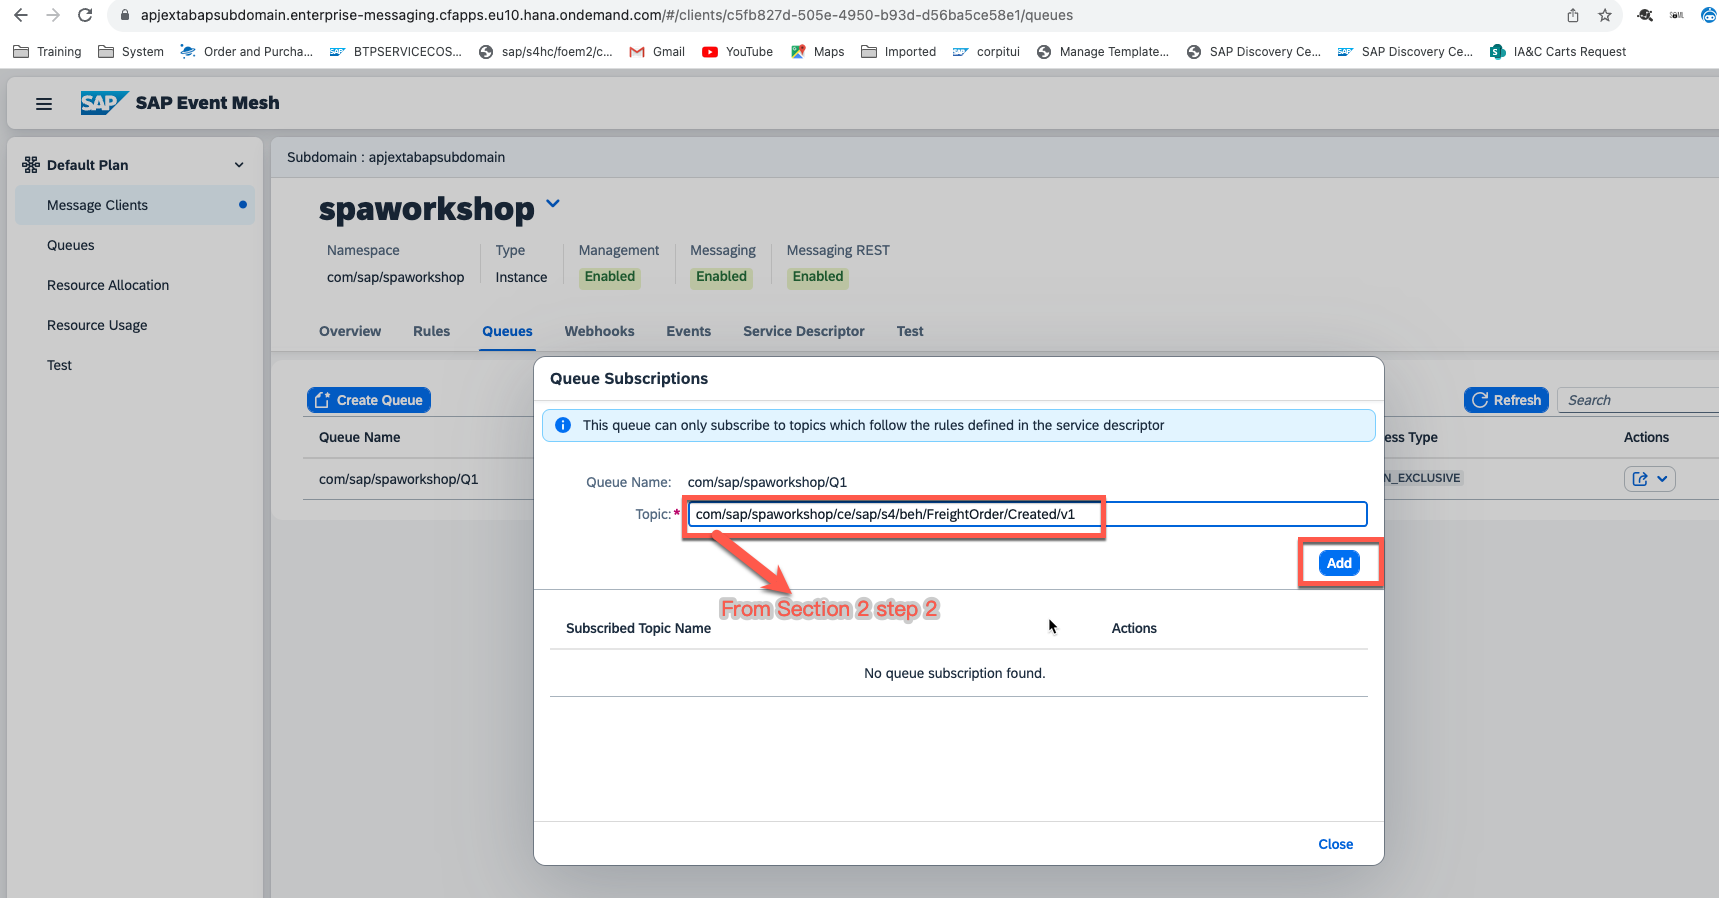 apjextabapsubdomain.enterprise-messaging.cfapps.eu10.hana.ondemand.com/#/clients/c5fb827d-505e-4950-b93d-d56ba5ce58e1/queues
Training System Order and Purcha... BTPSERVICECOS... sap/s4hc/foem2/c... Gmail YouTube Maps Imported corpitui Manage Template... SAP Discovery Ce... SAP Discovery Ce... IA&C Carts Request
SAP SAP Event Mesh
Default Plan
Message Clients
Queues
Resource Allocation
Resource Usage
Test
Subdomain : apjextabapsubdomain
spaworkshop
Namespace Type Management Messaging Messaging REST
com/sap/spaworkshop Instance Enabled Enabled Enabled
Overview Rules Queues Webhooks Events Service Descriptor Test
Create Queue Refresh Search
Queue Name ess Type Actions
com/sap/spaworkshop/Q1 N_EXCLUSIVE
Queue Subscriptions
This queue can only subscribe to topics which follow the rules defined in the service descriptor
Queue Name: com/sap/spaworkshop/Q1
Topic:* com/sap/spaworkshop/ce/sap/s4/beh/FreightOrder/Created/v1
Add
From Section 2 step 2
Subscribed Topic Name Actions
No queue subscription found.
Close